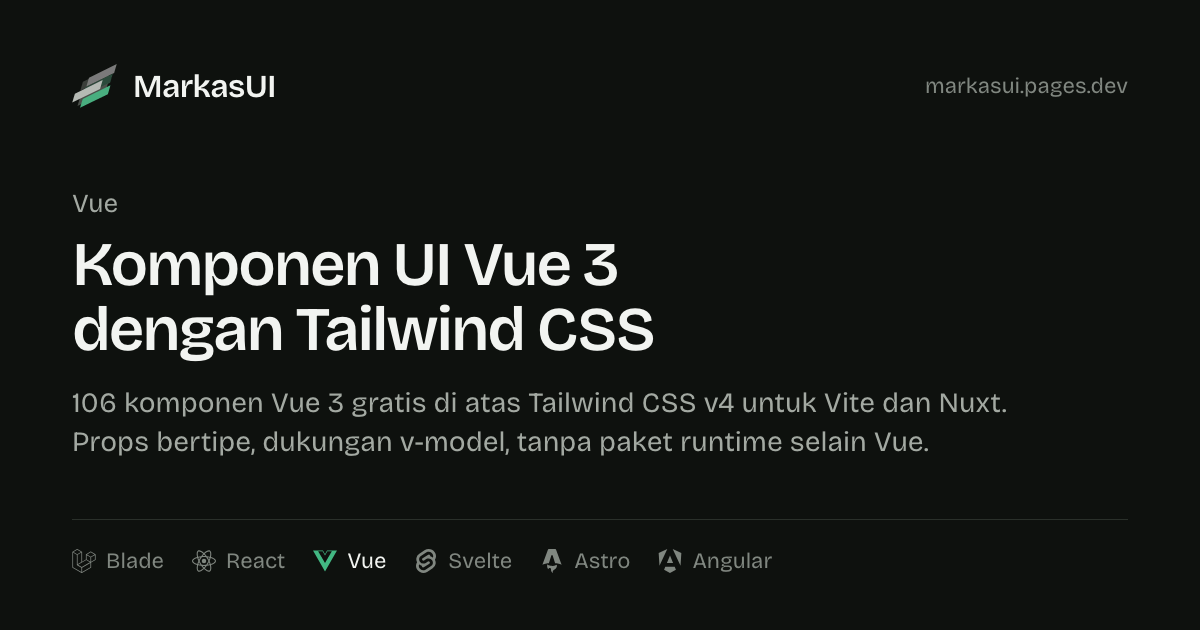 MarkasUI
markasui.pages.dev
Vue
Komponen UI Vue 3
dengan Tailwind CSS
106 komponen Vue 3 gratis di atas Tailwind CSS v4 untuk Vite dan Nuxt.
Props bertipe, dukungan v-model, tanpa paket runtime selain Vue.
Blade React Vue Svelte Astro Angular